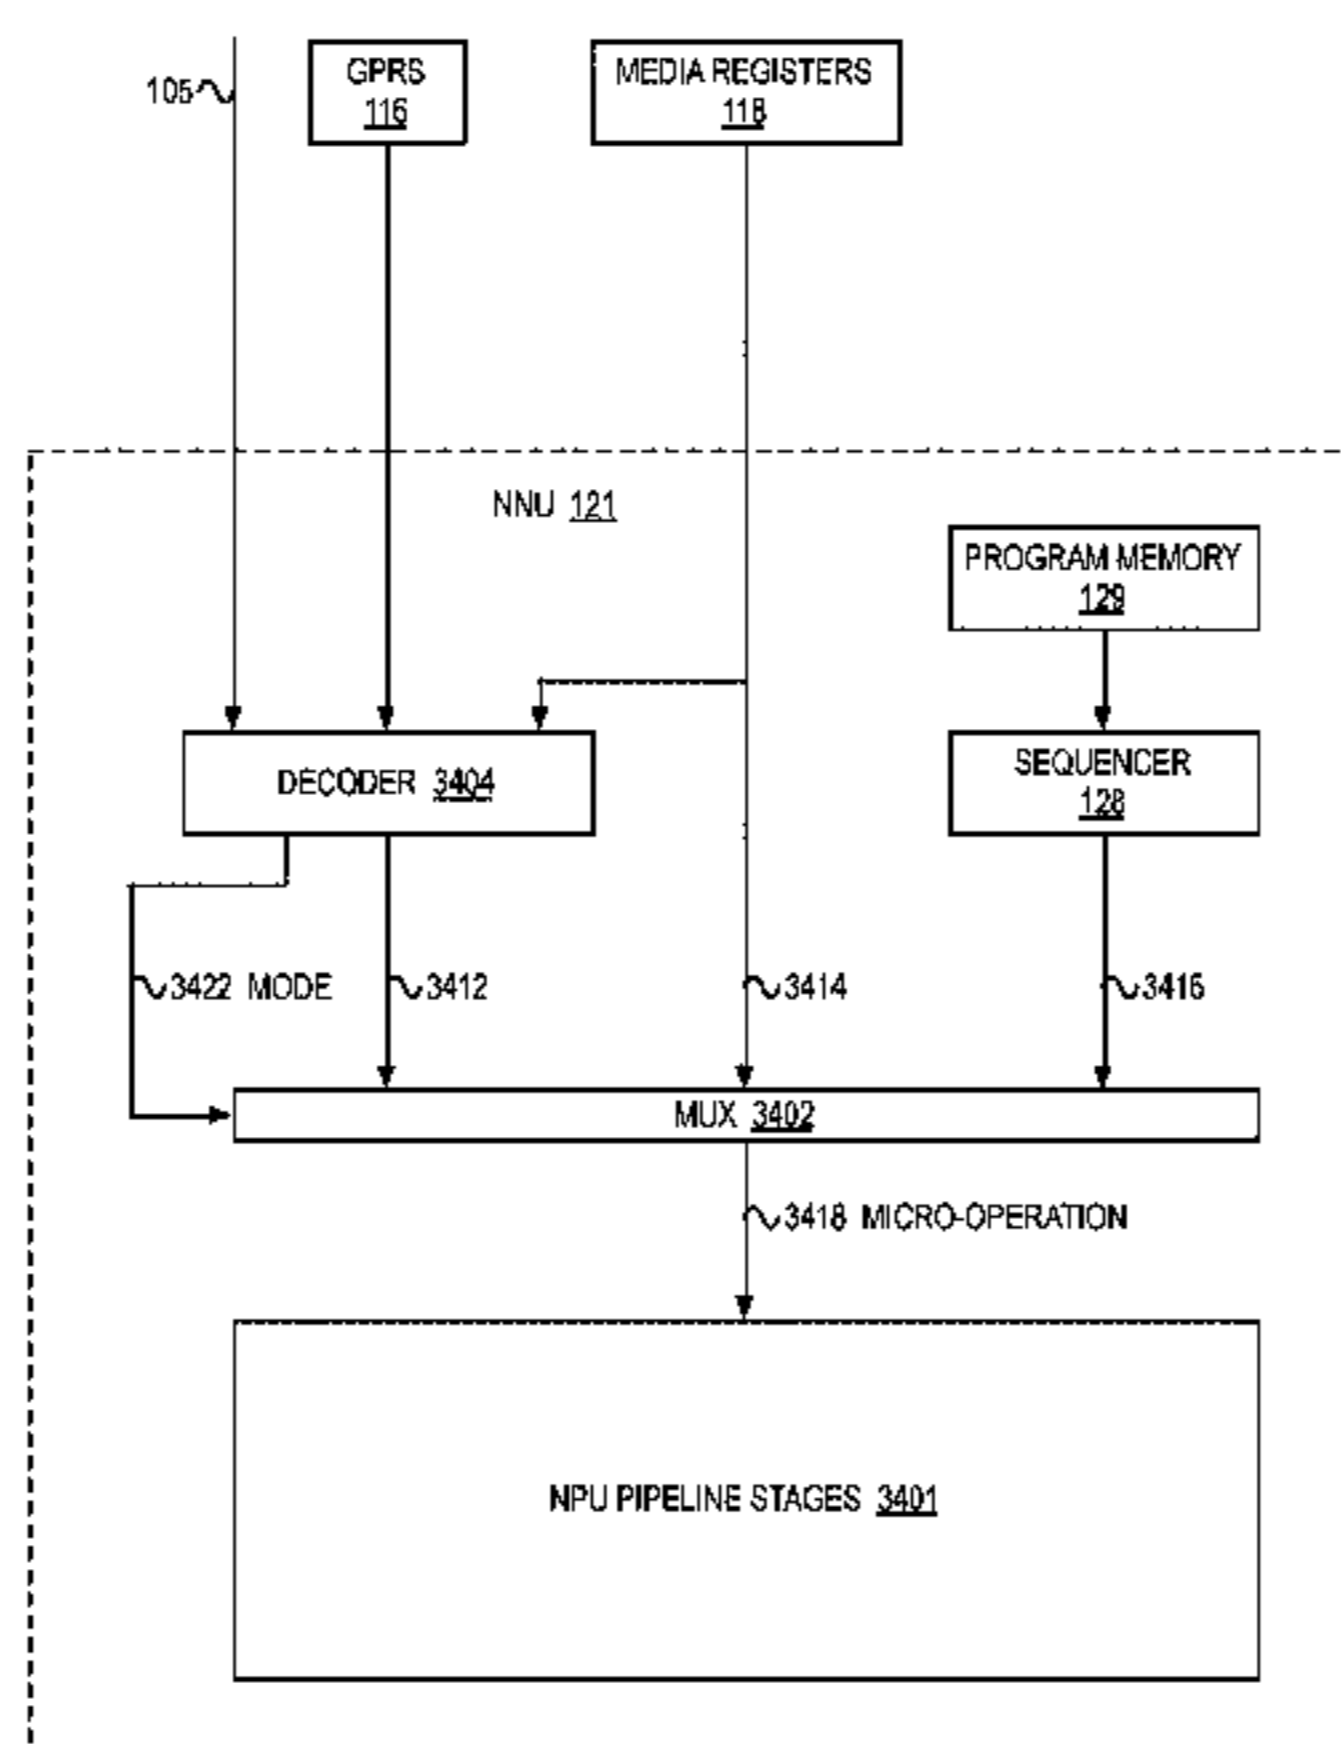 105
GPRS
116
MEDIA REGISTERS
118
NNU 121
PROGRAM MEMORY
129
DECODER 3404
SEQUENCER
128
3422 MODE
3412
3414
3416
MUX 3402
3418 MICRO-OPERATION
NPU PIPELINE STAGES 3401